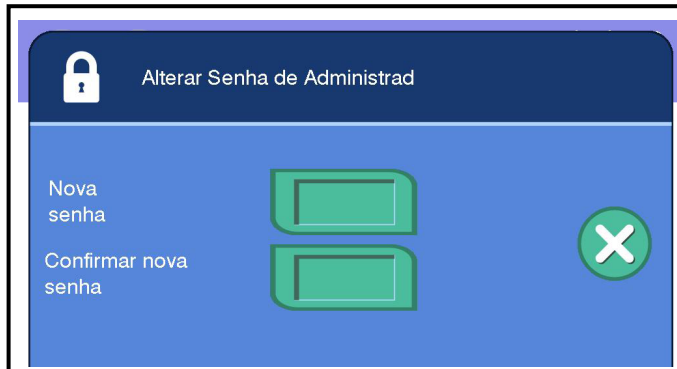 Alterar Senha de Administrad
Nova
senha
Confirmar nova
senha